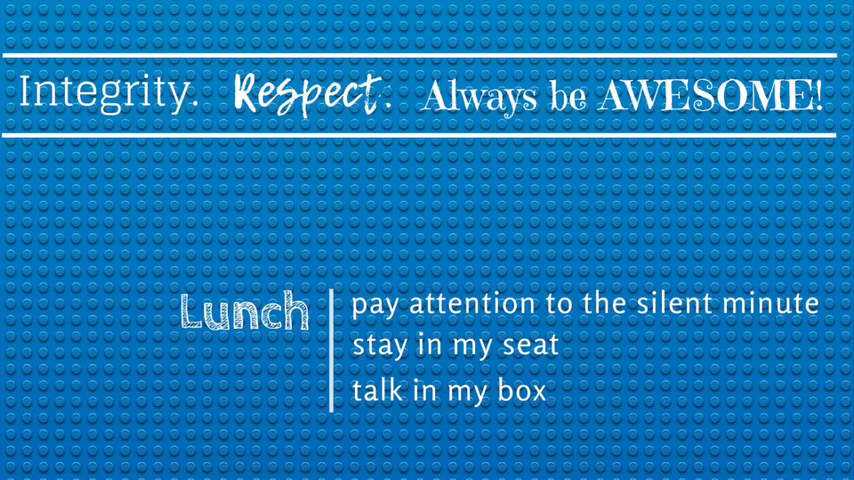 Integrity. Respect. Always be AWESOME!
Lunch
pay attention to the silent minute
stay in my seat
talk in my box